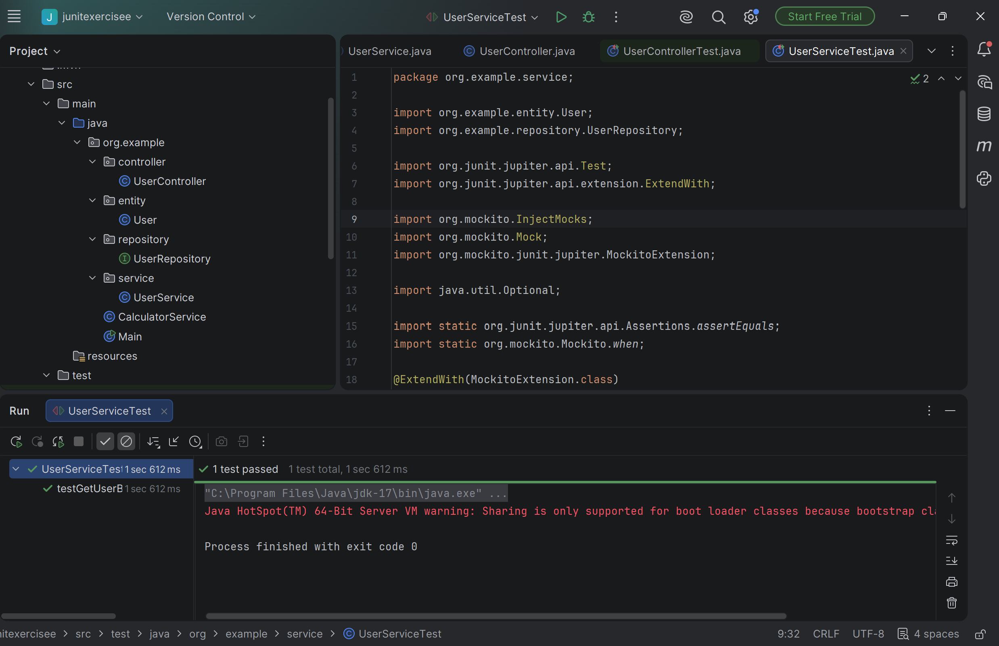 J junitexercisee Version Control UserServiceTest Start Free Trial
Project
src
main
java
org.example
controller
UserController
entity
User
repository
UserRepository
service
UserService
CalculatorService
Main
resources
test
UserService.java UserController.java UserControllerTest.java UserServiceTest.java
2
1 package org.example.service;
2
3 import org.example.entity.User;
4 import org.example.repository.UserRepository;
5
6 import org.junit.jupiter.api.Test;
7 import org.junit.jupiter.api.extension.ExtendWith;
8
9 import org.mockito.InjectMocks;
10 import org.mockito.Mock;
11 import org.mockito.junit.jupiter.MockitoExtension;
12
13 import java.util.Optional;
14
15 import static org.junit.jupiter.api.Assertions.assertEquals;
16 import static org.mockito.Mockito.when;
17
18 @ExtendWith(MockitoExtension.class)
Run UserServiceTest
UserServiceTest 1 sec 612 ms
testGetUserB 1 sec 612 ms
1 test passed 1 test total, 1 sec 612 ms
"C:\Program Files\Java\jdk-17\bin\java.exe" ...
Java HotSpot(TM) 64-Bit Server VM warning: Sharing is only supported for boot loader classes because bootstrap cla
Process finished with exit code 0
nitexercisee > src > test > java > org > example > service > UserServiceTest 9:32 CRLF UTF-8 4 spaces